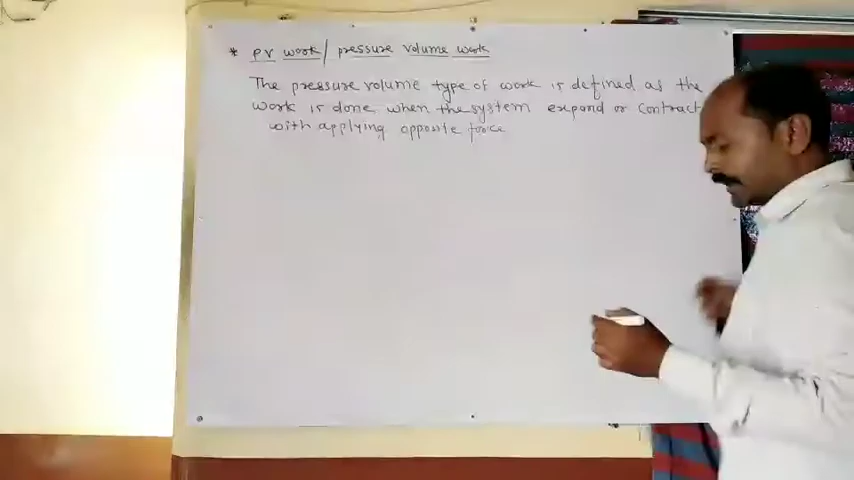 * PV work / pressure volume work
The pressure volume type of work is defined as the
work is done when the system expand or contract
with applying opposite force